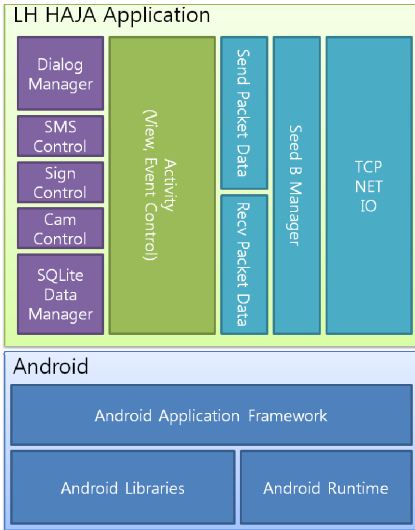 LH HAJA Application
Dialog
Manager
SMS
Control
Sign
Control
Cam
Control
SQLite
Data
Manager
Activity
(View, Event Control)
Send Packet Data
Recv Packet Data
Seed B Manager
TCP
NET
IO
Android
Android Application Framework
Android Libraries
Android Runtime